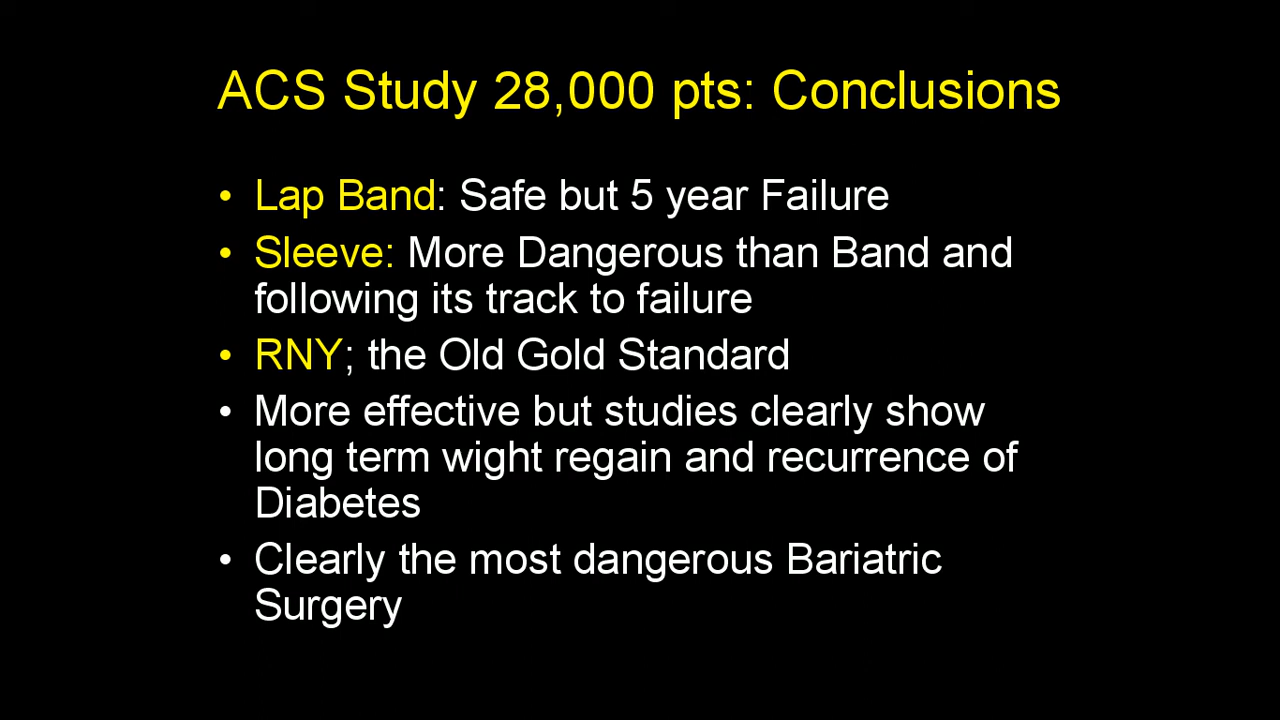 ACS Study 28,000 pts: Conclusions
• Lap Band: Safe but 5 year Failure
• Sleeve: More Dangerous than Band and
following its track to failure
• RNY; the Old Gold Standard
• More effective but studies clearly show
long term wight regain and recurrence of
Diabetes
• Clearly the most dangerous Bariatric
Surgery